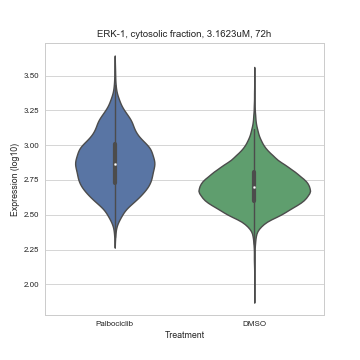 ERK-1, cytosolic fraction, 3.1623uM, 72h
Expression (log10)
3.50
3.25
3.00
2.75
2.50
2.25
2.00
Palbociclib
DMSO
Treatment